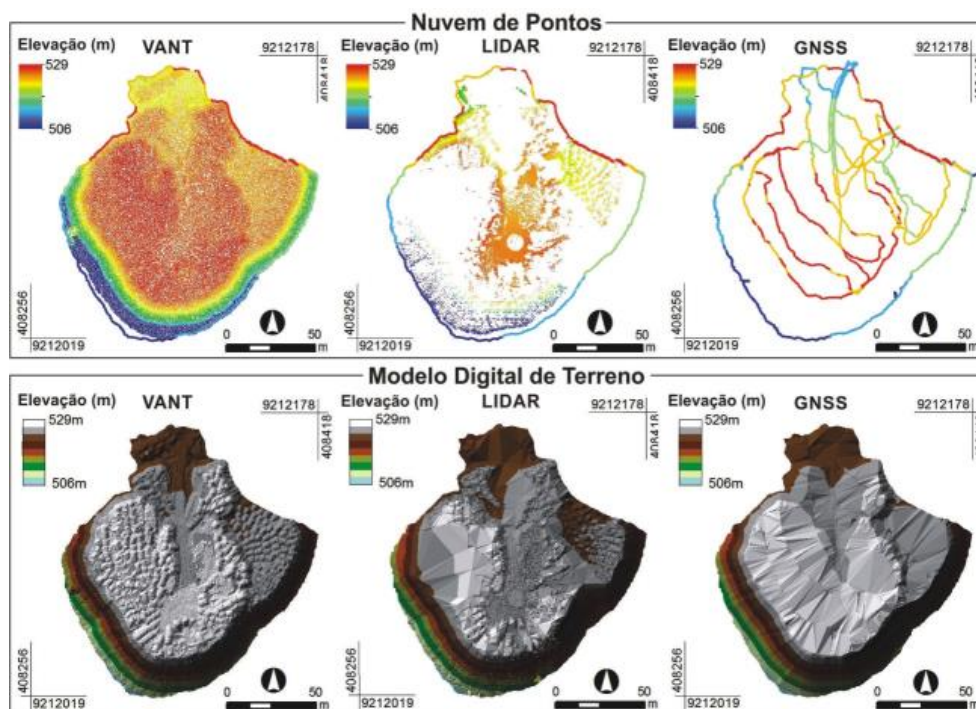 Nuvem de Pontos
Elevação (m)
VANT
9212178
408418
529
506
408256
9212019
0 50
m
LIDAR
9212178
408418
Elevação (m)
529
506
408256
9212019
0 50
m
GNSS
9212178
408418
Elevação (m)
529
506
408256
9212019
0 50
m
Modelo Digital de Terreno
Elevação (m)
VANT
9212178
408418
529m
506m
408256
9212019
0 50
m
Elevação (m)
LIDAR
9212178
408418
529m
506m
408256
9212019
0 50
m
Elevação (m)
GNSS
9212178
408418
529m
506m
408256
9212019
0 50
m